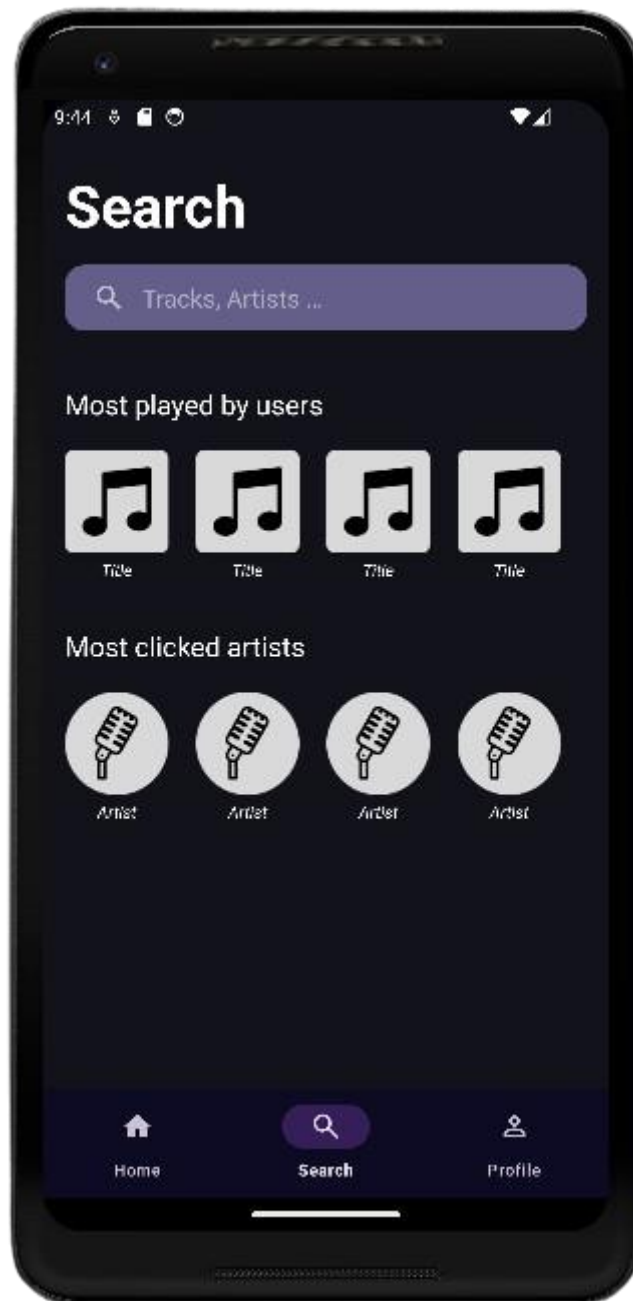 9:44
Search
Tracks, Artists ...
Most played by users
Title Title Title Title
Most clicked artists
Artist Artist Artist Artist
Home Search Profile